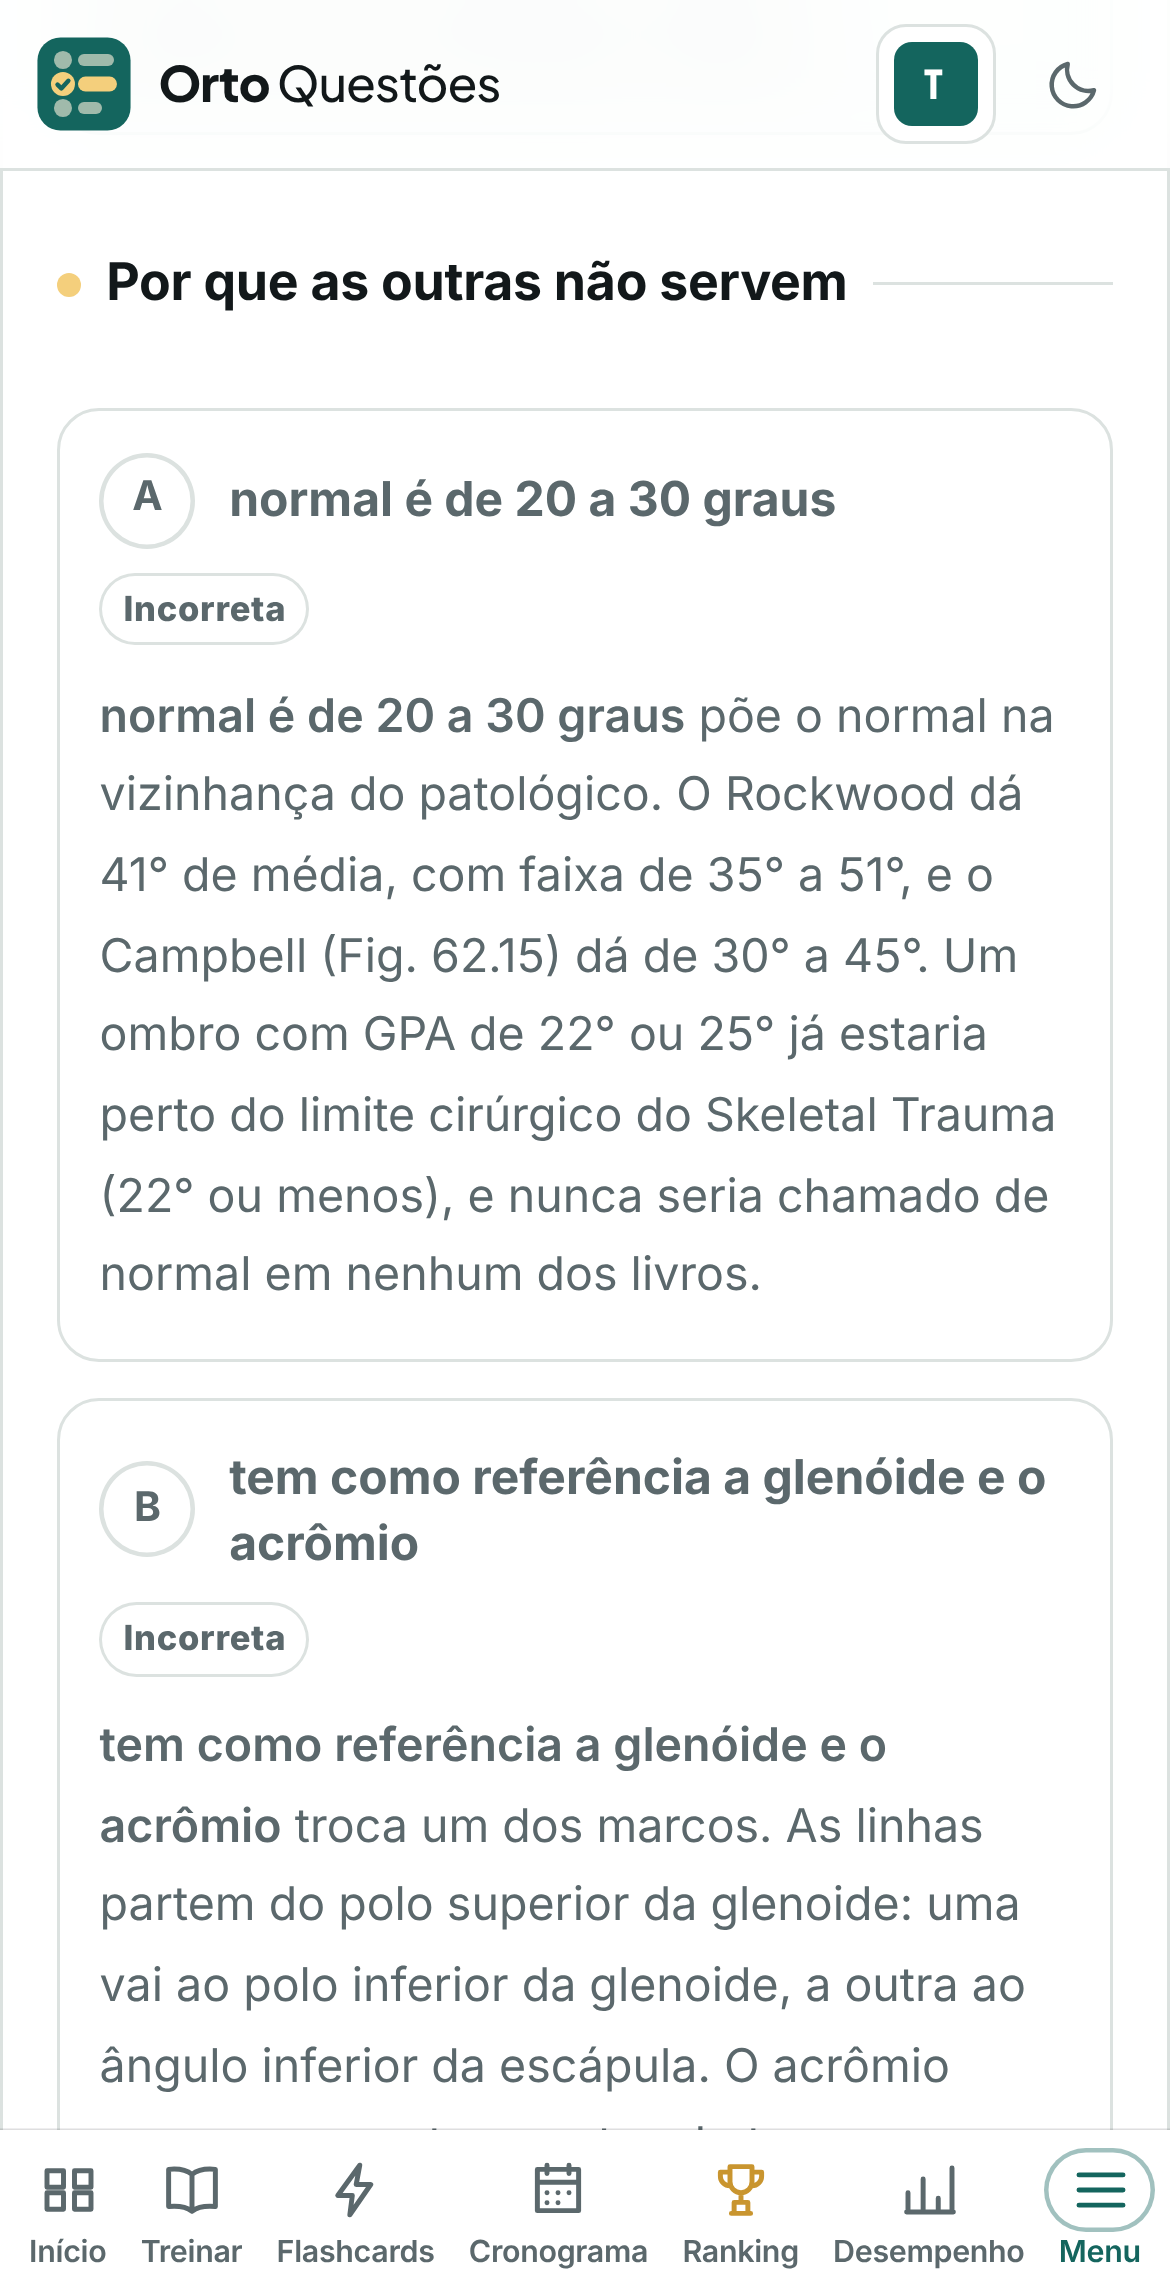 Orto Questões
T
Por que as outras não servem
A
normal é de 20 a 30 graus
Incorreta
normal é de 20 a 30 graus põe o normal na
vizinhança do patológico. O Rockwood dá
41° de média, com faixa de 35° a 51°, e o
Campbell (Fig. 62.15) dá de 30° a 45°. Um
ombro com GPA de 22° ou 25° já estaria
perto do limite cirúrgico do Skeletal Trauma
(22° ou menos), e nunca seria chamado de
normal em nenhum dos livros.
B
tem como referência a glenóide e o
acrômio
Incorreta
tem como referência a glenóide e o
acrômio troca um dos marcos. As linhas
partem do polo superior da glenoide: uma
vai ao polo inferior da glenoide, a outra ao
ângulo inferior da escápula. O acrômio
Início
Treinar
Flashcards
Cronograma
Ranking
Desempenho
Menu